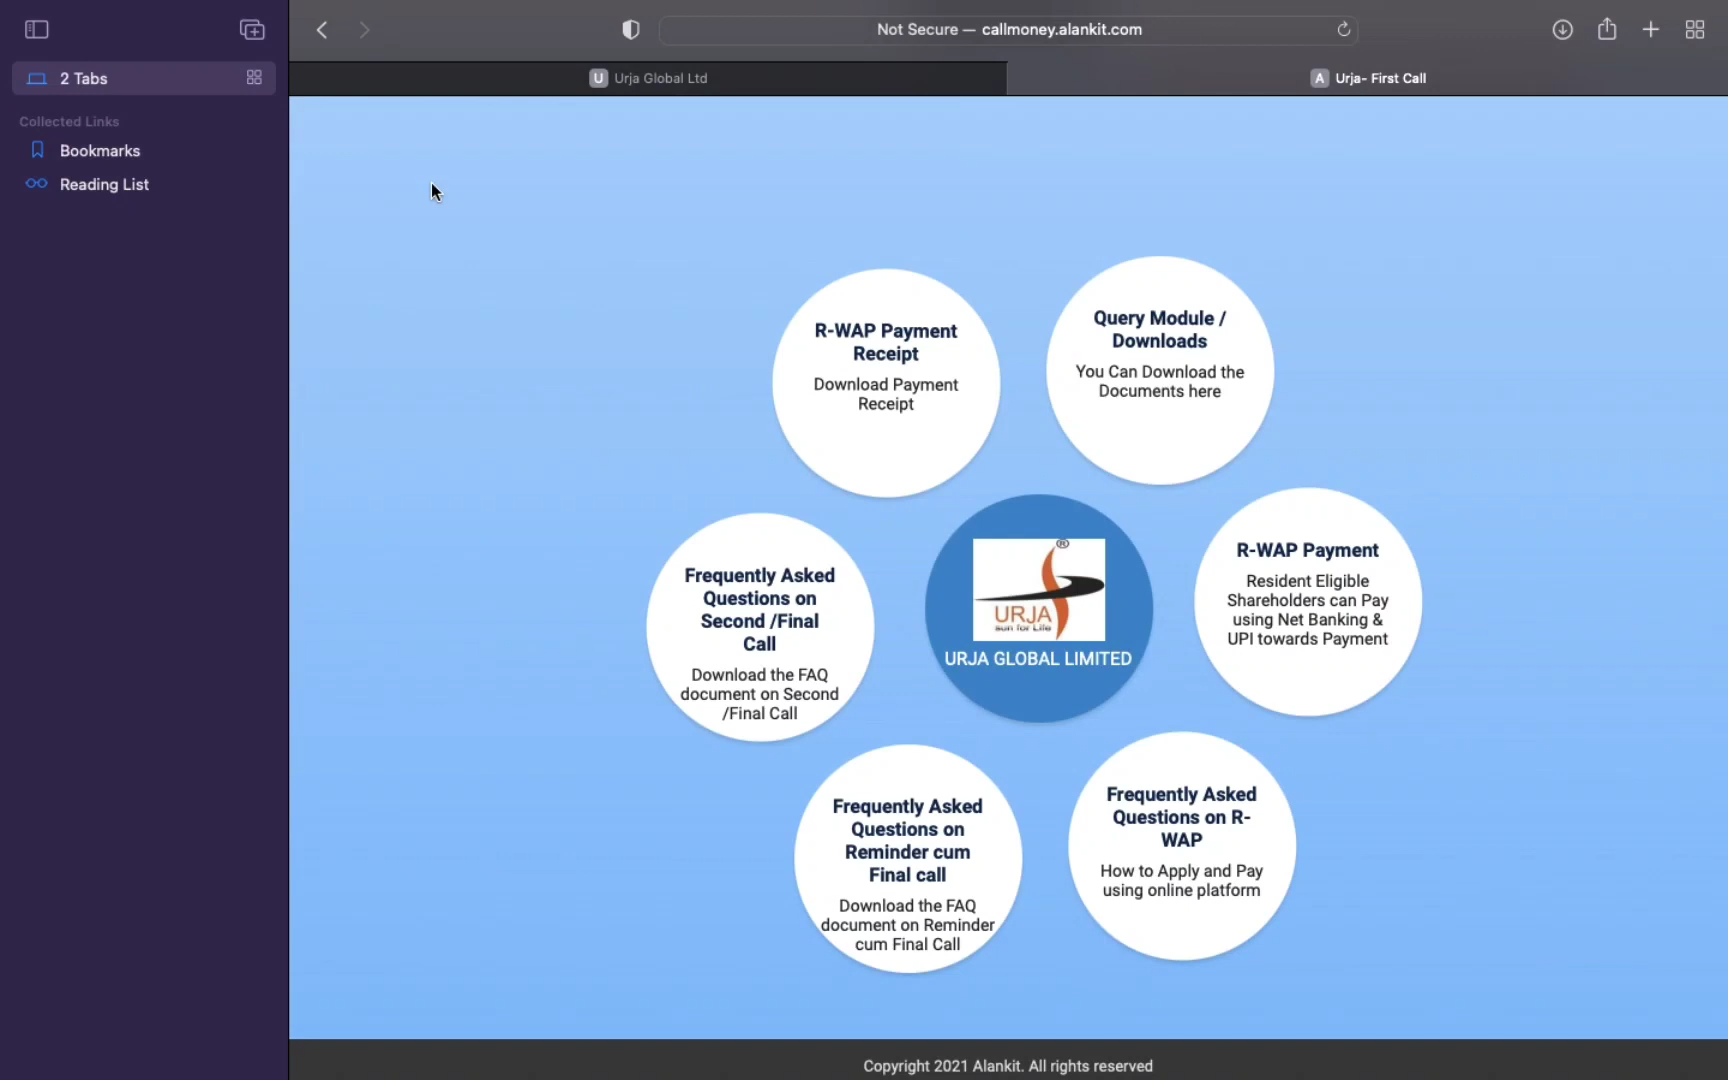 Not Secure — callmoney.alankit.com
2 Tabs
U Urja Global Ltd
A Urja- First Call
Collected Links
Bookmarks
Reading List
R-WAP Payment
Receipt
Download Payment
Receipt
Query Module /
Downloads
You Can Download the
Documents here
Frequently Asked
Questions on
Second /Final
Call
Download the FAQ
document on Second
/Final Call
®
URJA
sun for Life
URJA GLOBAL LIMITED
R-WAP Payment
Resident Eligible
Shareholders can Pay
using Net Banking &
UPI towards Payment
Frequently Asked
Questions on
Reminder cum
Final call
Download the FAQ
document on Reminder
cum Final Call
Frequently Asked
Questions on R-
WAP
How to Apply and Pay
using online platform
Copyright 2021 Alankit. All rights reserved